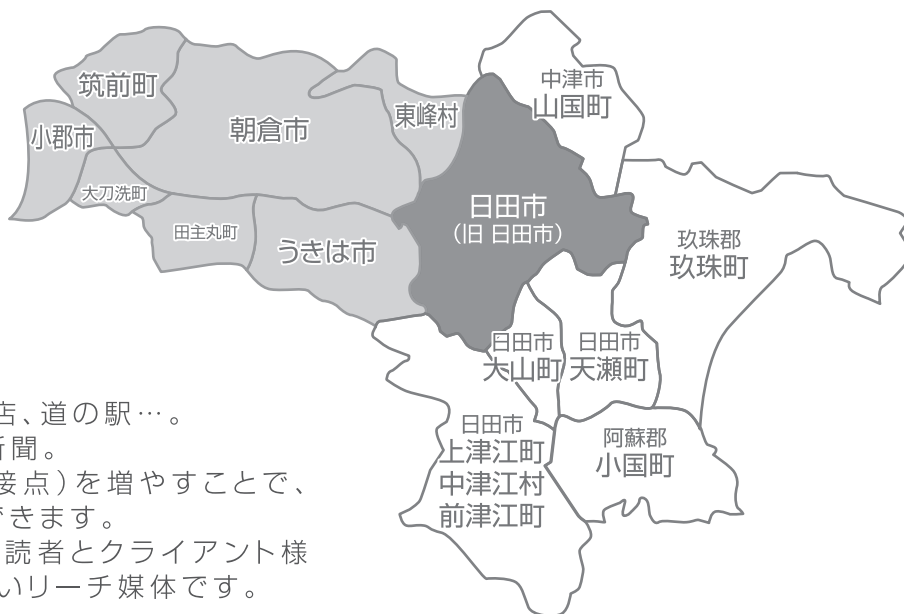 筑前町
小郡市
朝倉市
東峰村
大刀洗町
田主丸町
うきは市
中津市
山国町
日田市
(旧 日田市)
玖珠郡
玖珠町
日田市
大山町
日田市
天瀬町
日田市
上津江町
中津江村
前津江町
阿蘇郡
小国町
店、道の駅…。
聞。
接点)を増やすことで、
できます。
読者とクライアント様
いリーチ媒体です。